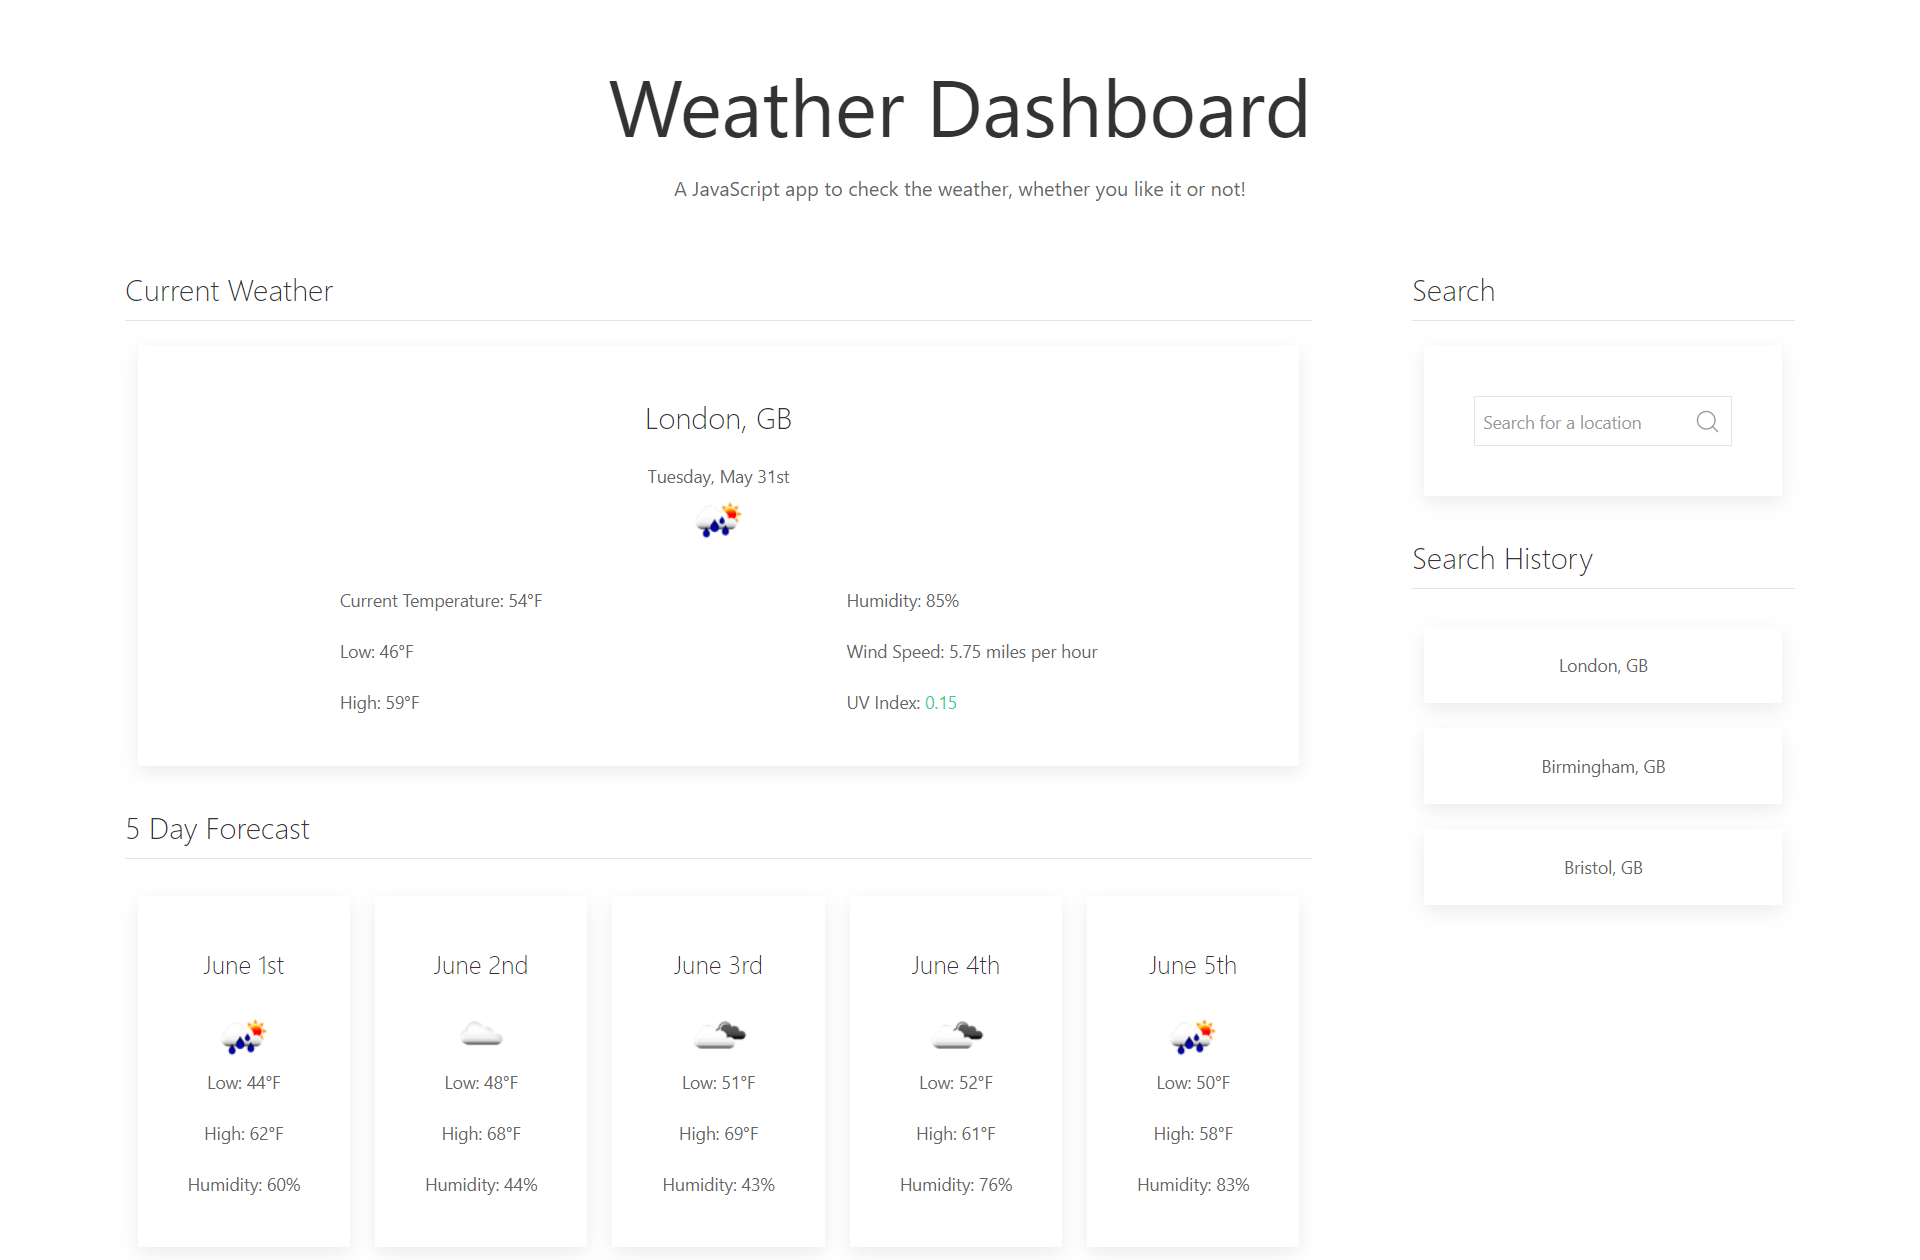 Weather Dashboard
A JavaScript app to check the weather, whether you like it or not!
Current Weather
London, GB
Tuesday, May 31st
Current Temperature: 54°F
Low: 46°F
High: 59°F
Humidity: 85%
Wind Speed: 5.75 miles per hour
UV Index: 0.15
5 Day Forecast
June 1st
Low: 44°F
High: 62°F
Humidity: 60%
June 2nd
Low: 48°F
High: 68°F
Humidity: 44%
June 3rd
Low: 51°F
High: 69°F
Humidity: 43%
June 4th
Low: 52°F
High: 61°F
Humidity: 76%
June 5th
Low: 50°F
High: 58°F
Humidity: 83%
Search
Search for a location
Search History
London, GB
Birmingham, GB
Bristol, GB